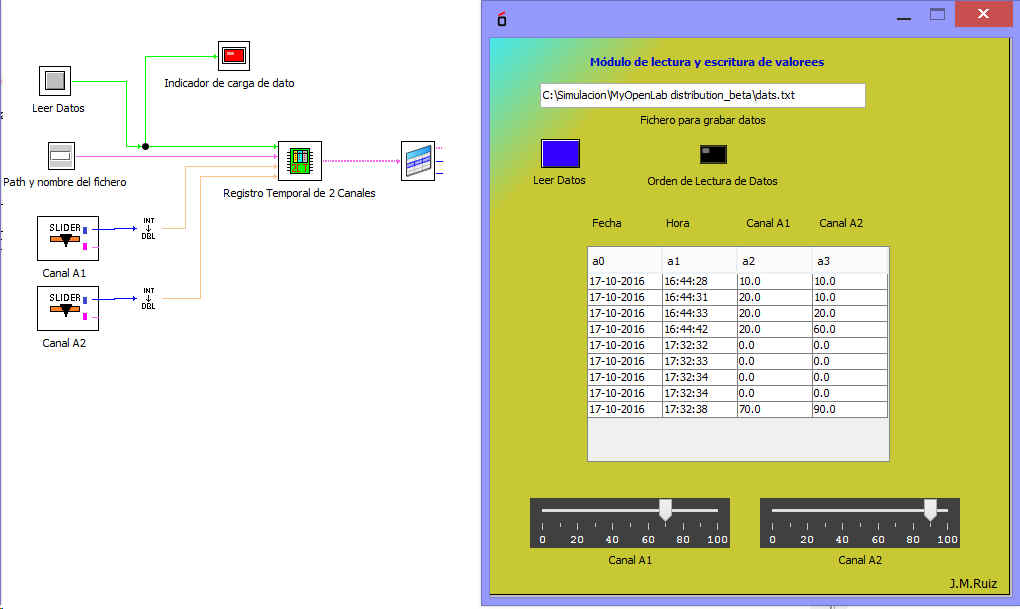 Indicador de carga de dato
Leer Datos
Path y nombre del fichero
Registro Temporal de 2 Canales
SLIDER
INT
DBL
Canal A1
SLIDER
INT
DBL
Canal A2
Módulo de lectura y escritura de valorees
C:\Simulacion\MyOpenLab distribution_beta\dats.txt
Fichero para grabar datos
Leer Datos
Orden de Lectura de Datos
Fecha Hora Canal A1 Canal A2
a0 a1 a2 a3
17-10-2016 16:44:28 10.0 10.0
17-10-2016 16:44:31 20.0 10.0
17-10-2016 16:44:33 20.0 20.0
17-10-2016 16:44:42 20.0 60.0
17-10-2016 17:32:32 0.0 0.0
17-10-2016 17:32:33 0.0 0.0
17-10-2016 17:32:34 0.0 0.0
17-10-2016 17:32:34 0.0 0.0
17-10-2016 17:32:38 70.0 90.0
0 20 40 60 80 100
Canal A1
0 20 40 60 80 100
Canal A2
J.M.Ruiz